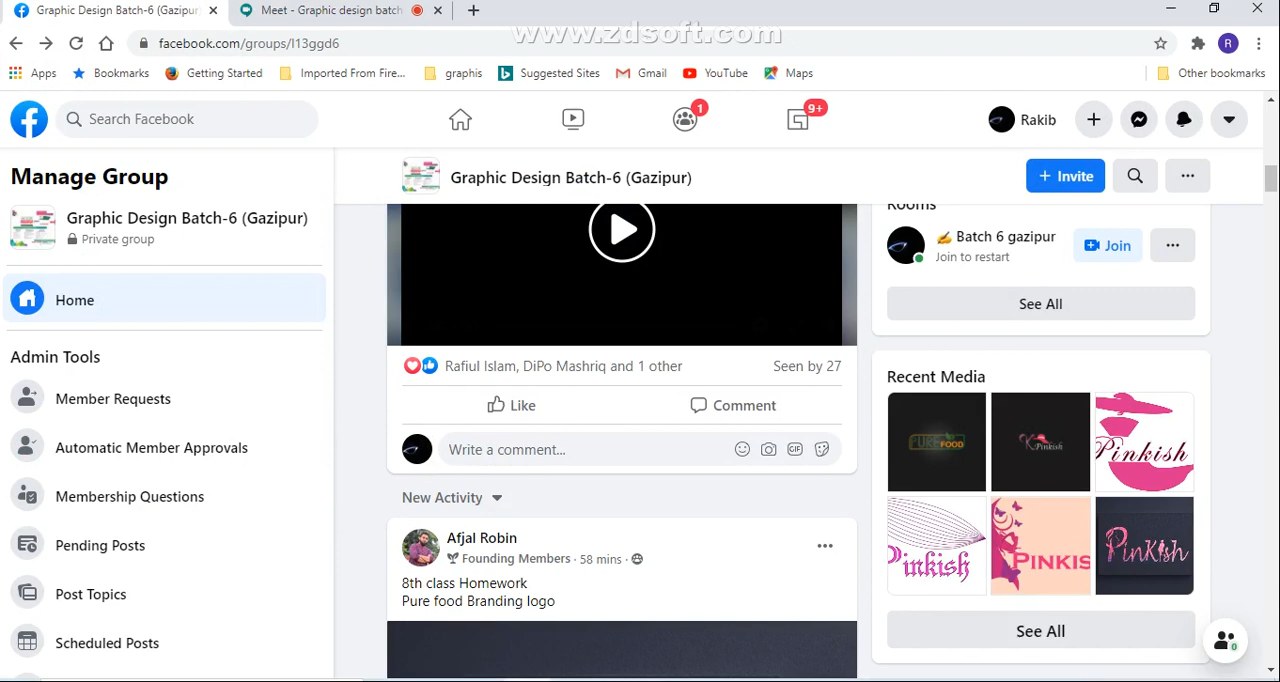 Graphic Design Batch-6 (Gazipur)
Meet - Graphic design batch
www.zdsoft.com
facebook.com/groups/l13ggd6
R
Apps
Bookmarks
Getting Started
Imported From Fire...
graphis
Suggested Sites
Gmail
YouTube
Maps
Other bookmarks
Search Facebook
1
9+
Rakib
Manage Group
Graphic Design Batch-6 (Gazipur)
Private group
Home
Admin Tools
Member Requests
Automatic Member Approvals
Membership Questions
Pending Posts
Post Topics
Scheduled Posts
Graphic Design Batch-6 (Gazipur)
+ Invite
Rafiul Islam, DiPo Mashriq and 1 other
Seen by 27
Like
Comment
Write a comment...
GIF
New Activity
Afjal Robin
Founding Members · 58 mins ·
8th class Homework
Pure food Branding logo
Rooms
Batch 6 gazipur
Join to restart
Join
See All
Recent Media
PURE FOOD
Pinkish
Pinkish
Pinkish
PINKIS
PinKish
See All
0